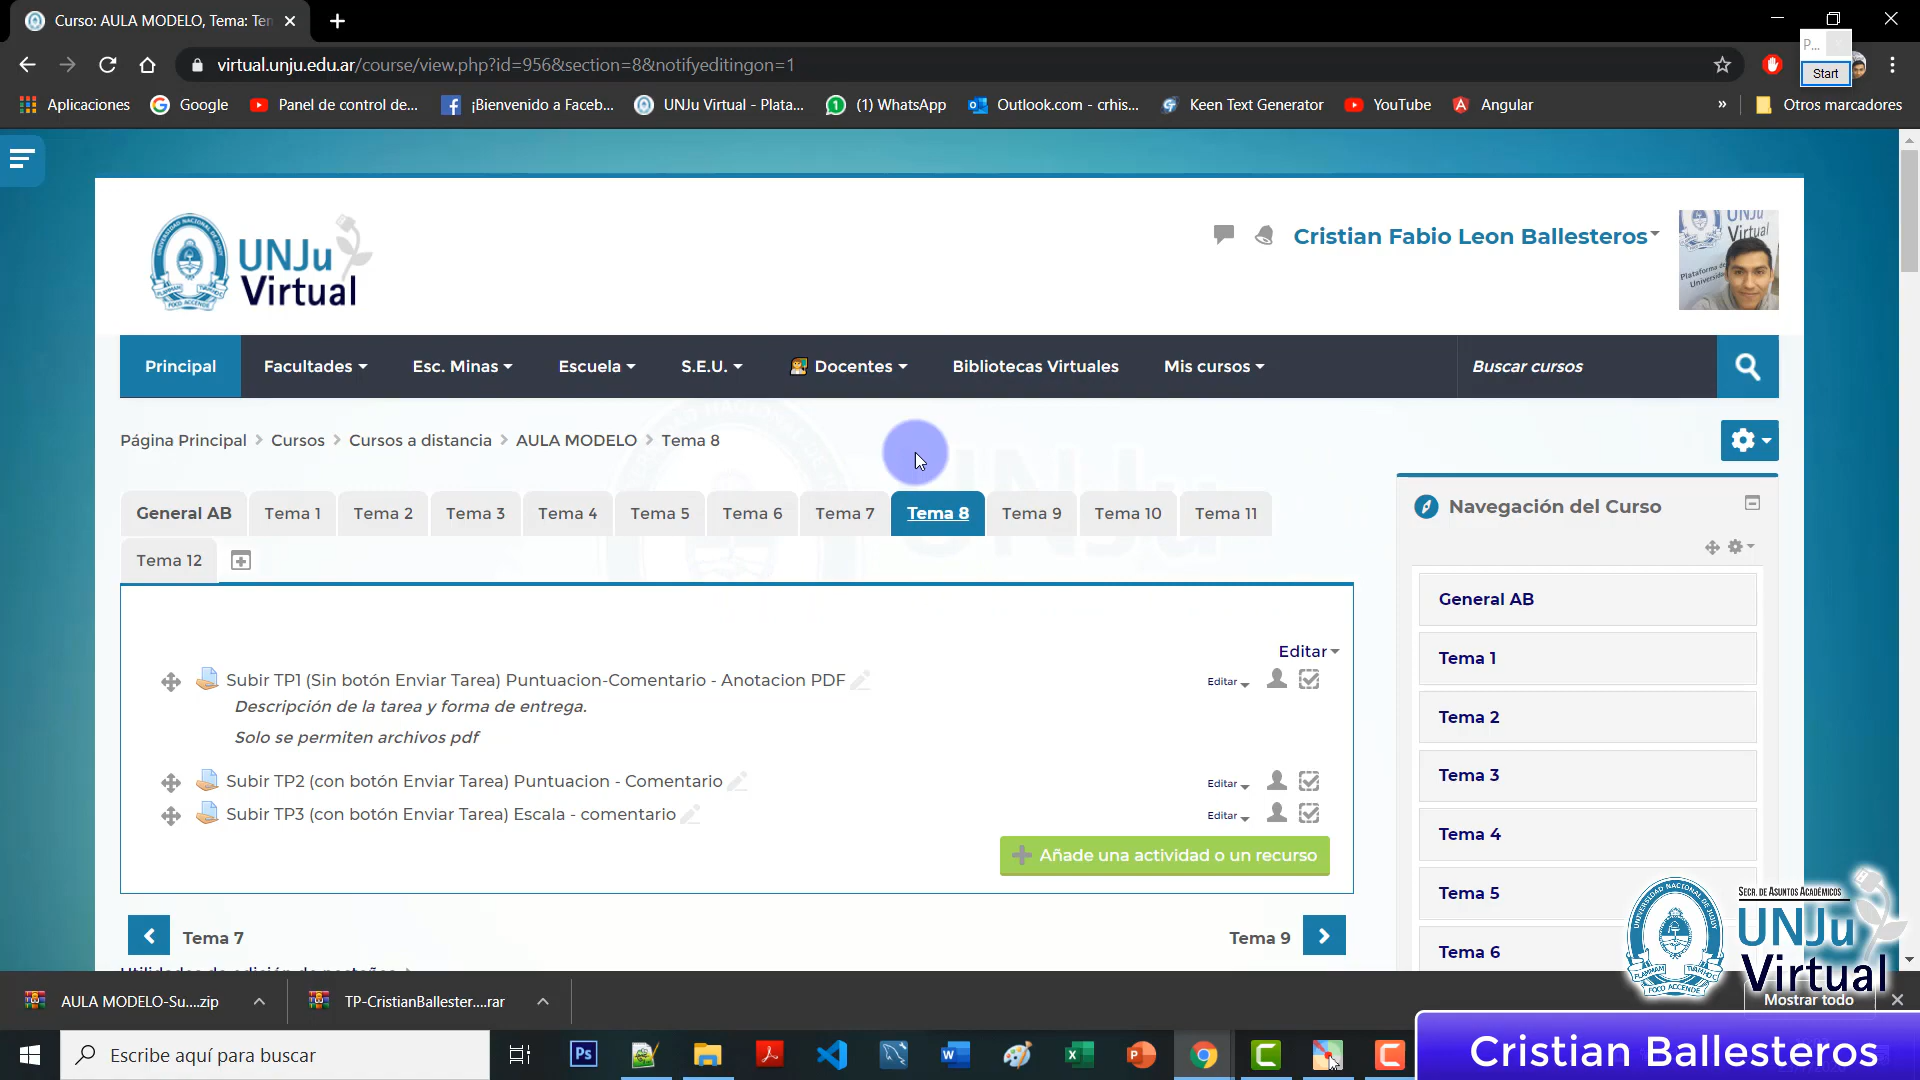 Curso: AULA MODELO, Tema: Ten
P...
Start
virtual.unju.edu.ar/course/view.php?id=956&section=8&notifyeditingon=1
Aplicaciones
Google
Panel de control de...
¡Bienvenido a Faceb...
UNJu Virtual - Plata...
(1) WhatsApp
Outlook.com - crhis...
Keen Text Generator
YouTube
Angular
»
Otros marcadores
UNJu
Virtual
Cristian Fabio Leon Ballesteros
Principal
Facultades
Esc. Minas
Escuela
S.E.U.
Docentes
Bibliotecas Virtuales
Mis cursos
Buscar cursos
Página Principal > Cursos > Cursos a distancia > AULA MODELO > Tema 8
General AB
Tema 1
Tema 2
Tema 3
Tema 4
Tema 5
Tema 6
Tema 7
Tema 8
Tema 9
Tema 10
Tema 11
Tema 12
Editar
Subir TP1 (Sin botón Enviar Tarea) Puntuacion-Comentario - Anotacion PDF
Editar
Descripción de la tarea y forma de entrega.
Solo se permiten archivos pdf
Subir TP2 (con botón Enviar Tarea) Puntuacion - Comentario
Editar
Subir TP3 (con botón Enviar Tarea) Escala - comentario
Editar
Añade una actividad o un recurso
Tema 7
Tema 9
Navegación del Curso
General AB
Tema 1
Tema 2
Tema 3
Tema 4
Tema 5
Tema 6
Secr. de Asuntos Académicos
UNJu
Virtual
AULA MODELO-Su....zip
TP-CristianBallester....rar
Mostrar todo
Escribe aquí para buscar
Cristian Ballesteros